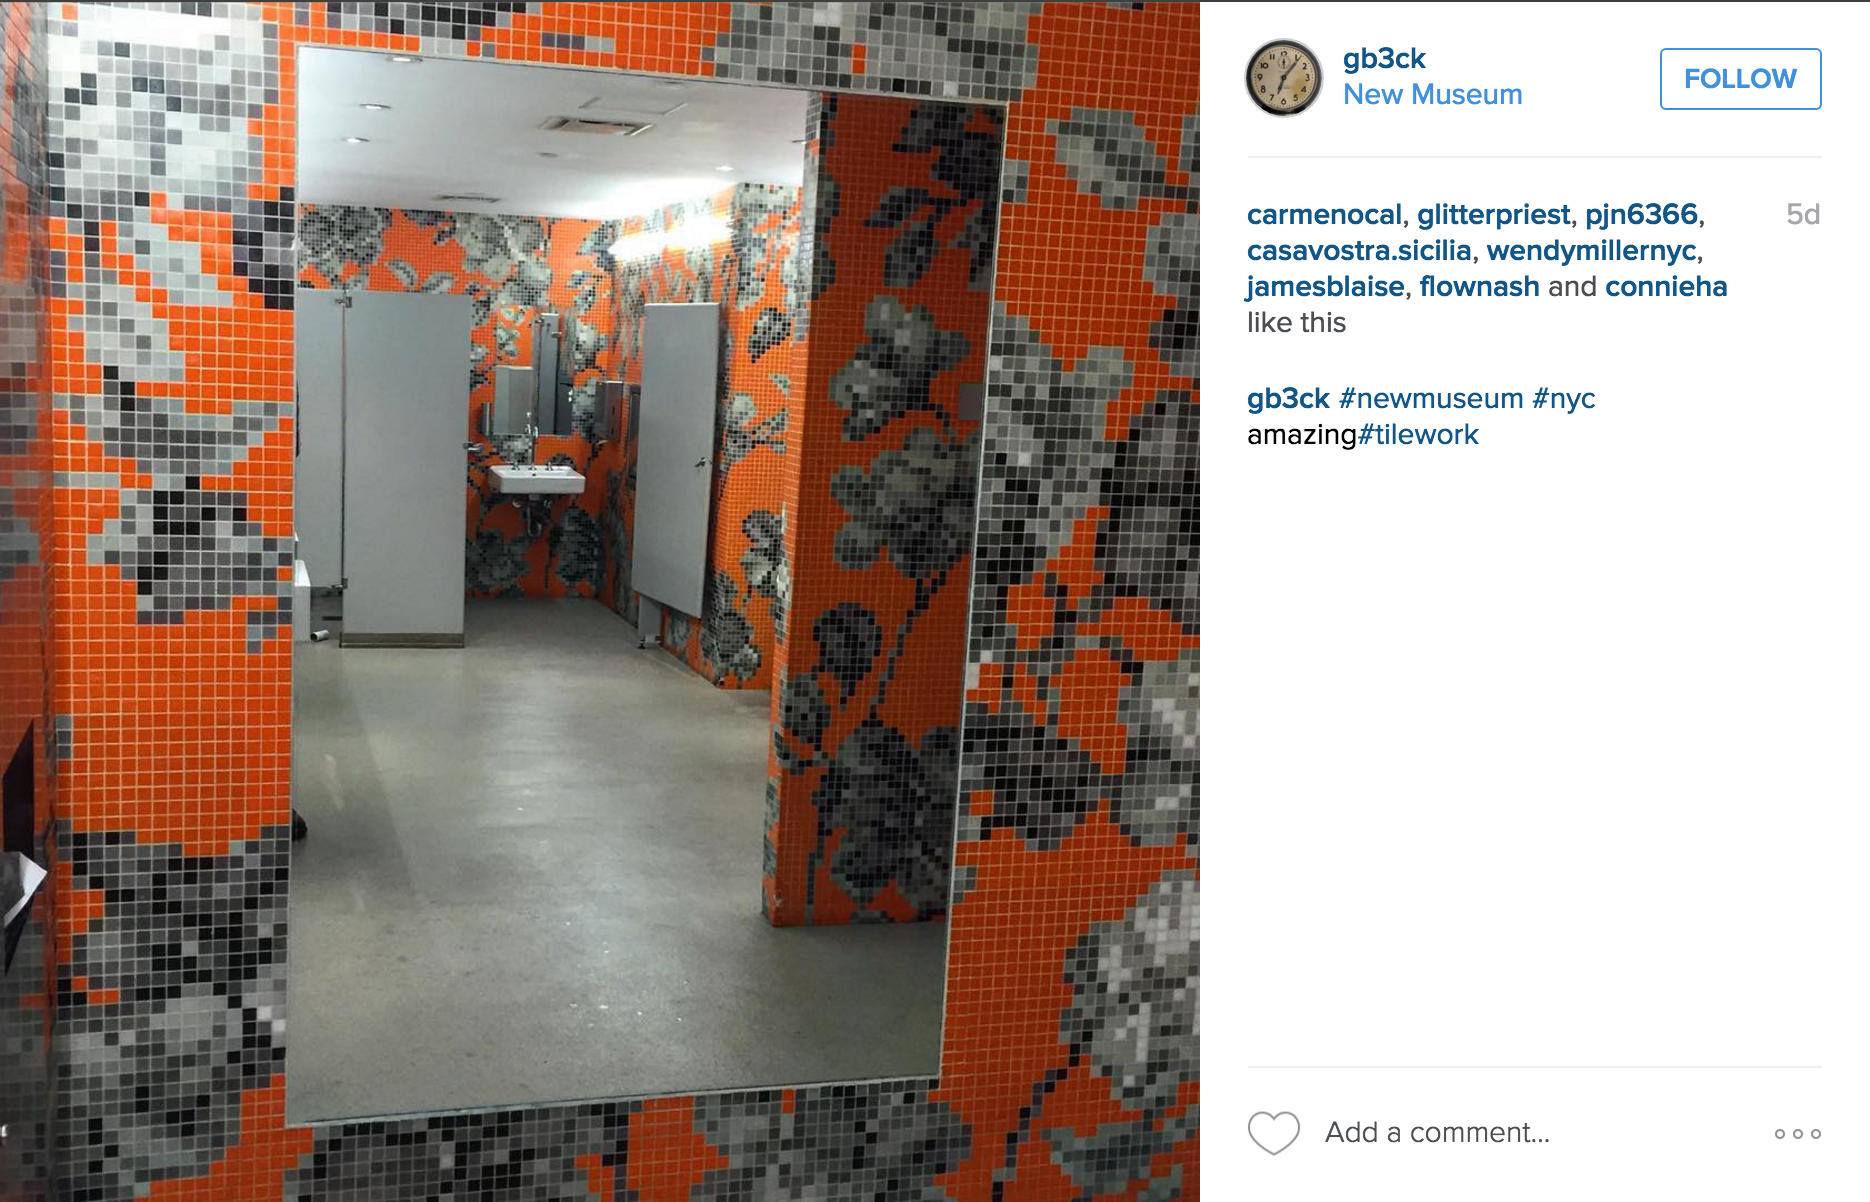 gb3ck
New Museum
FOLLOW
carmenocal, glitterpriest, pjn6366, 5d
casavostra.sicilia, wendymillernyc,
jamesblaise, flownash and connieha
like this
gb3ck #newmuseum #nyc
amazing#tilework
Add a comment...